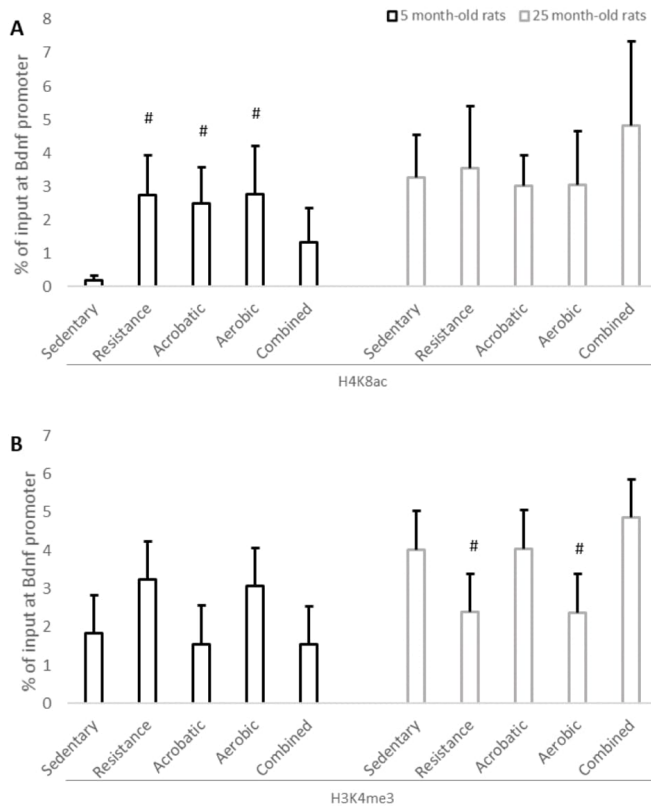 5 month-old rats 25 month-old rats
A
% of input at Bdnf promoter
8
7
6
5
4
3
2
1
0
# # #
Sedentary Resistance Acrobatic Aerobic Combined Sedentary Resistance Acrobatic Aerobic Combined
H4K8ac
B
% of input at Bdnf promoter
7
6
5
4
3
2
1
0
# #
Sedentary Resistance Acrobatic Aerobic Combined Sedentary Resistance Acrobatic Aerobic Combined
H3K4me3